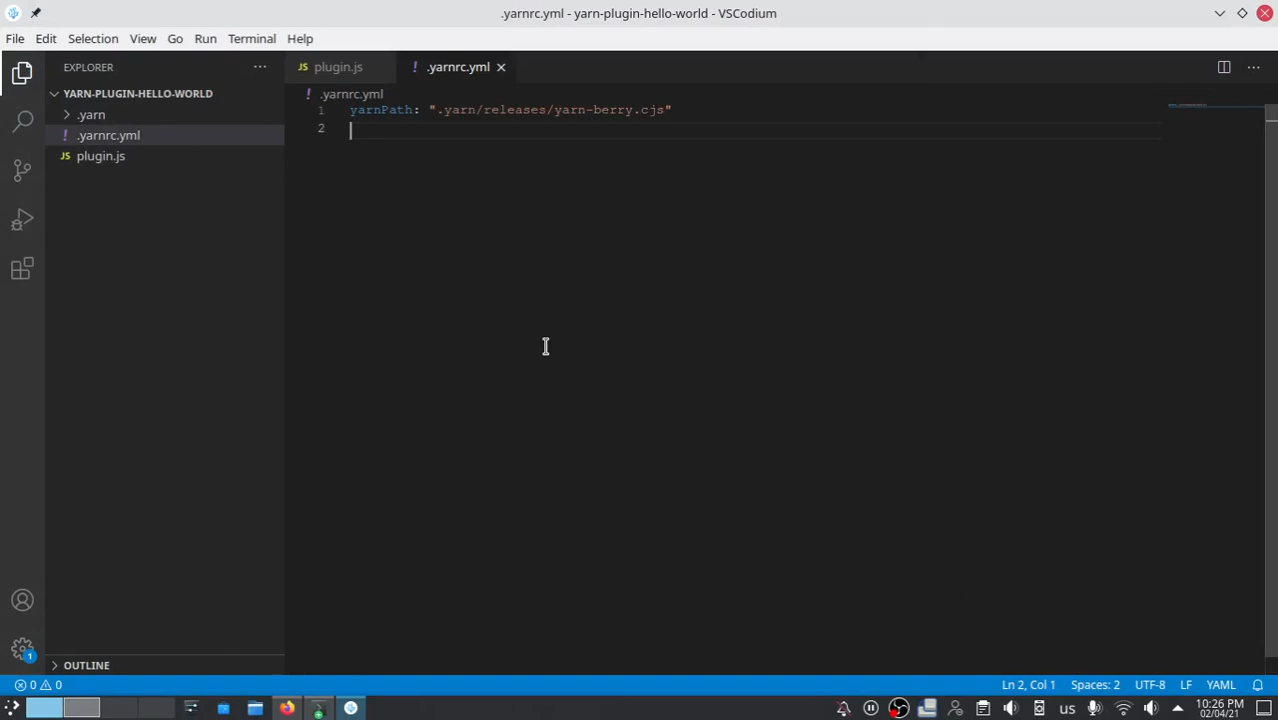 .yarnrc.yml - yarn-plugin-hello-world - VSCodium
File Edit Selection View Go Run Terminal Help
EXPLORER ···
JS plugin.js ! .yarnrc.yml
YARN-PLUGIN-HELLO-WORLD
! .yarnrc.yml
.yarn
! .yarnrc.yml
JS plugin.js
1 yarnPath: ".yarn/releases/yarn-berry.cjs"
2
1
OUTLINE
0 0
Ln 2, Col 1 Spaces: 2 UTF-8 LF YAML
us
10:26 PM
02/04/21